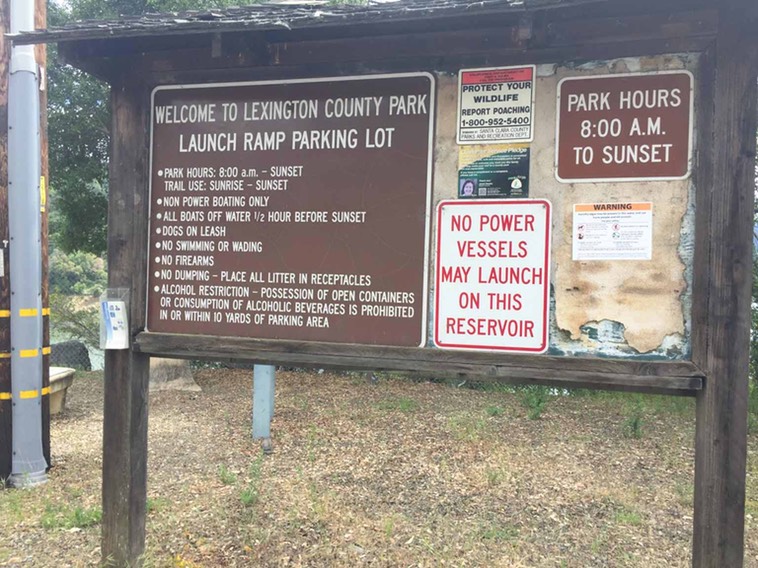 WELCOME TO LEXINGTON COUNTY PARK
LAUNCH RAMP PARKING LOT
• PARK HOURS: 8:00 a.m. – SUNSET
TRAIL USE: SUNRISE – SUNSET
• NON POWER BOATING ONLY
• ALL BOATS OFF WATER 1/2 HOUR BEFORE SUNSET
• DOGS ON LEASH
• NO SWIMMING OR WADING
• NO FIREARMS
• NO DUMPING – PLACE ALL LITTER IN RECEPTACLES
• ALCOHOL RESTRICTION – POSSESSION OF OPEN CONTAINERS
OR CONSUMPTION OF ALCOHOLIC BEVERAGES IS PROHIBITED
IN OR WITHIN 10 YARDS OF PARKING AREA
PROTECT YOUR
WILDLIFE
REPORT POACHING
1-800-952-5400
SANTA CLARA COUNTY
PARKS AND RECREATION DEPT.
Pledge
NO POWER
VESSELS
MAY LAUNCH
ON THIS
RESERVOIR
PARK HOURS
8:00 A.M.
TO SUNSET
WARNING